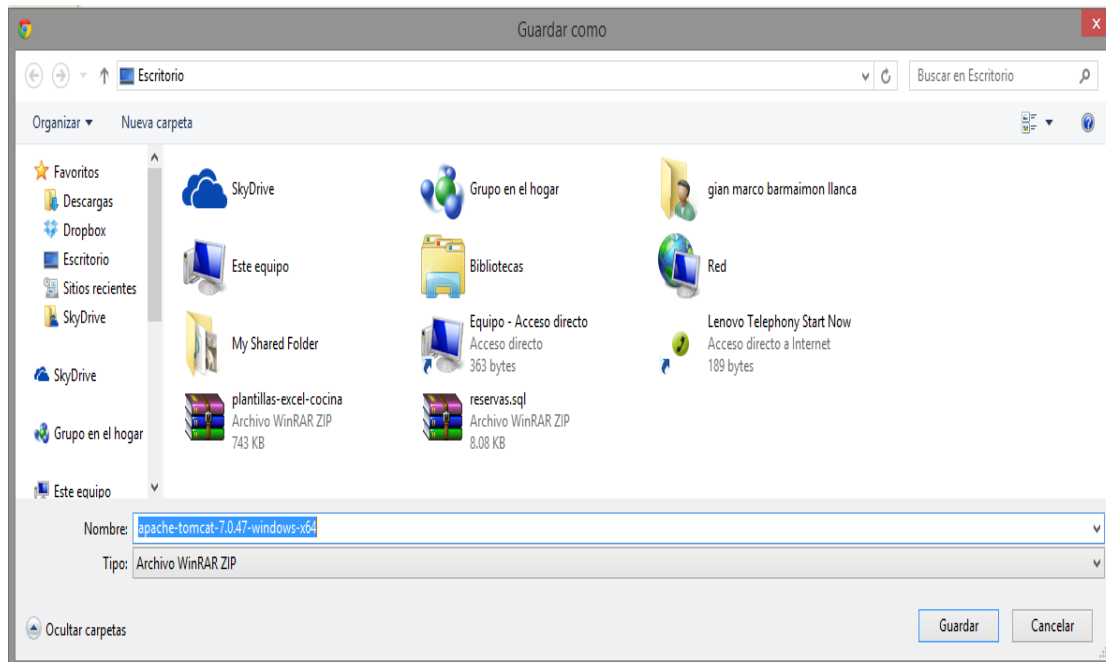 Guardar como
x
Escritorio
Buscar en Escritorio
Organizar
Nueva carpeta
Favoritos
Descargas
Dropbox
Escritorio
Sitios recientes
SkyDrive
SkyDrive
Grupo en el hogar
Este equipo
SkyDrive
Grupo en el hogar
gian marco barmaimon llanca
Este equipo
Bibliotecas
Red
My Shared Folder
Equipo - Acceso directo
Acceso directo
363 bytes
Lenovo Telephony Start Now
Acceso directo a Internet
189 bytes
plantillas-excel-cocina
Archivo WinRAR ZIP
743 KB
reservas.sql
Archivo WinRAR ZIP
8.08 KB
Nombre: apache-tomcat-7.0.47-windows-x64
Tipo: Archivo WinRAR ZIP
Ocultar carpetas
Guardar
Cancelar